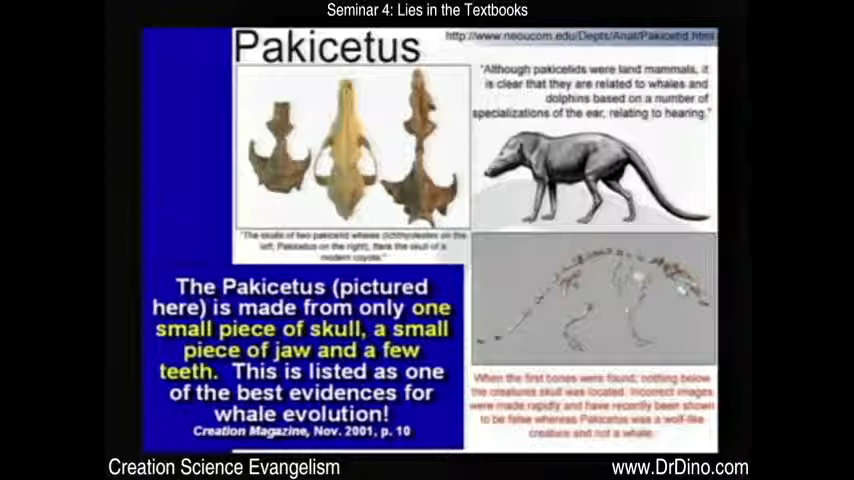 Seminar 4: Lies in the Textbooks
Pakicetus
http://www.neoucom.edu/Depts/Anat/Pakicetid.html
"Although pakicetids were land mammals, it
is clear that they are related to whales and
dolphins based on a number of
specializations of the ear, relating to hearing."
"The skulls of two pakicetid whales (Ichthyolestes on the
left, Pakicetus on the right), flank the skull of a
modern coyote."
The Pakicetus (pictured
here) is made from only one
small piece of skull, a small
piece of jaw and a few
teeth. This is listed as one
of the best evidences for
whale evolution!
Creation Magazine, Nov. 2001, p. 10
When the first bones were found, nothing below
the creatures skull was located. Incorrect images
were made rapidly and have recently been shown
to be false whereas Pakicetus was a wolf-like
creature and not a whale.
Creation Science Evangelism
www.DrDino.com